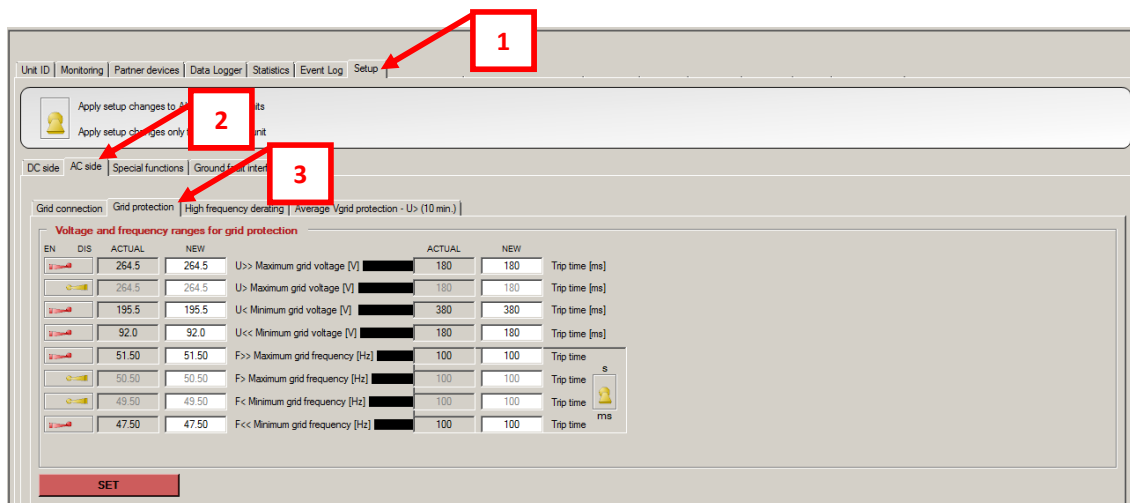 1
Unit ID Monitoring Partner devices Data Logger Statistics Event Log Setup
Apply setup changes to
Apply setup changes only unit
2
DC side AC side Special functions Ground fault
3
Grid connection Grid protection High frequency derating Average Vgrid protection - U> (10 min.)
Voltage and frequency ranges for grid protection
EN DIS ACTUAL NEW ACTUAL NEW
264.5 264.5 U>> Maximum grid voltage [V] 180 180 Trip time [ms]
264.5 264.5 U> Maximum grid voltage [V] 180 180 Trip time [ms]
195.5 195.5 U< Minimum grid voltage [V] 380 380 Trip time [ms]
92.0 92.0 U<< Minimum grid voltage [V] 180 180 Trip time [ms]
51.50 51.50 F>> Maximum grid frequency [Hz] 100 100 Trip time
s
50.50 50.50 F> Maximum grid frequency [Hz] 100 100 Trip time
49.50 49.50 F< Minimum grid frequency [Hz] 100 100 Trip time
ms
47.50 47.50 F<< Minimum grid frequency [Hz] 100 100 Trip time
SET